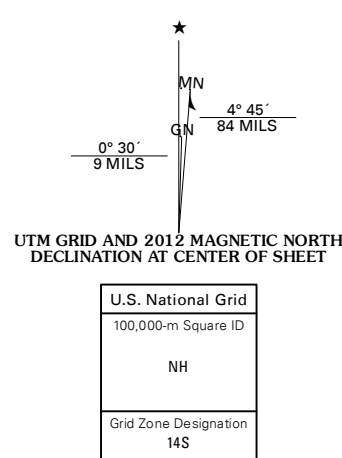 ★
MN
4° 45´
84 MILS
GN
0° 30´
9 MILS
UTM GRID AND 2012 MAGNETIC NORTH
DECLINATION AT CENTER OF SHEET
U.S. National Grid
100,000-m Square ID
NH
Grid Zone Designation
14S